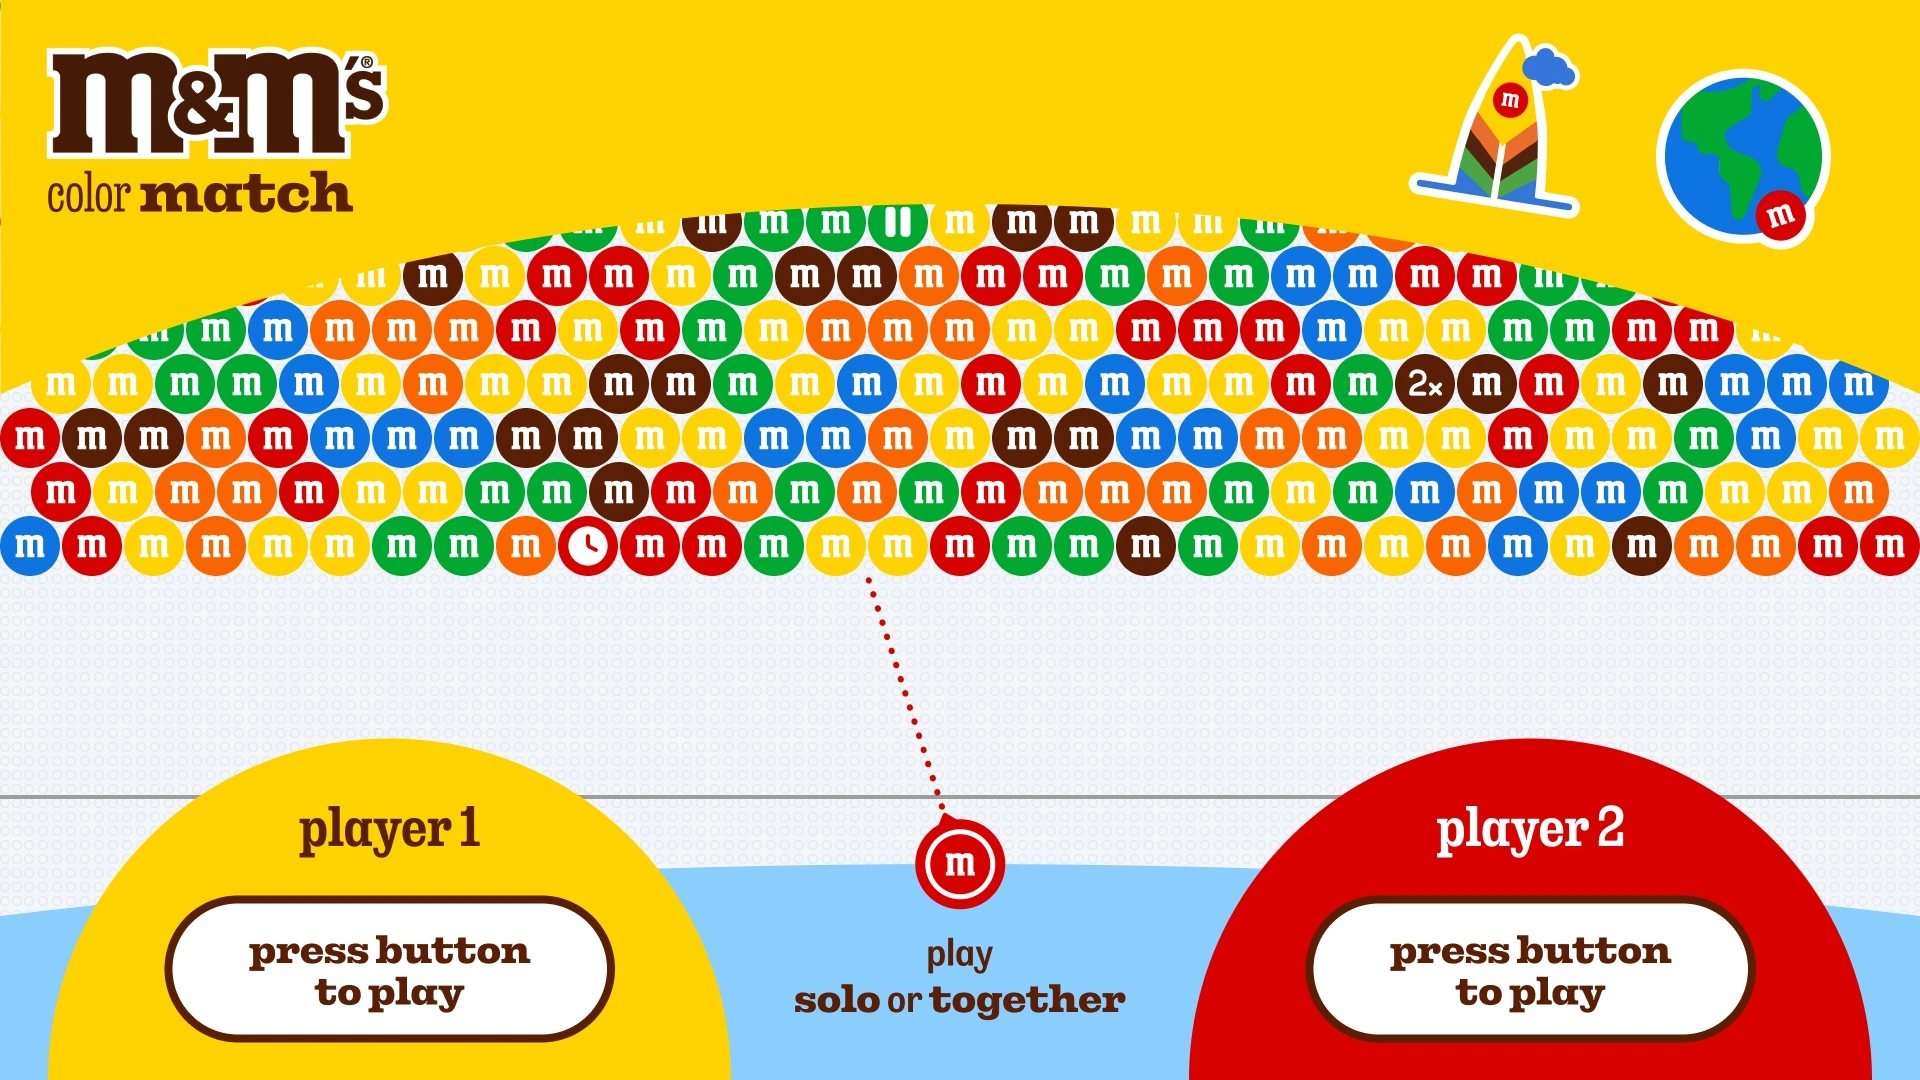 m&m's®
color match
m
m
2x
player 1
press button
to play
m
play
solo or together
player 2
press button
to play